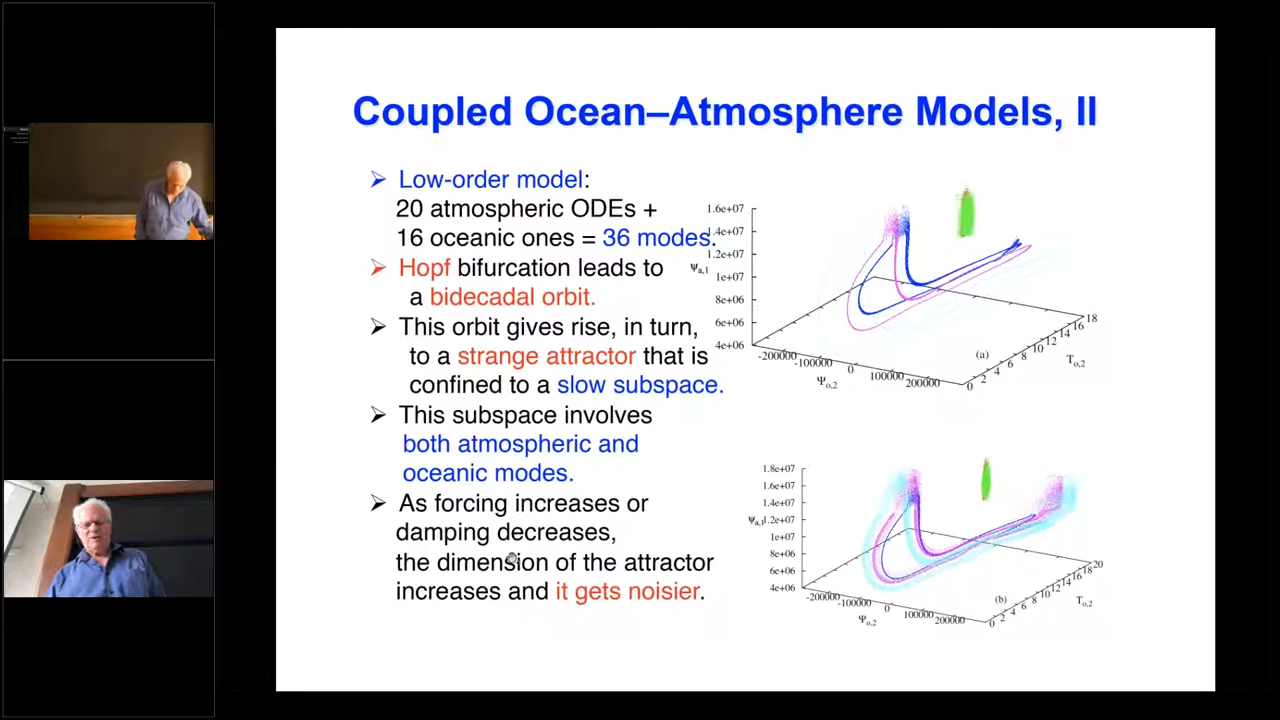 Coupled Ocean–Atmosphere Models, II
➢ Low-order model:
20 atmospheric ODEs +
16 oceanic ones = 36 modes.
➢ Hopf bifurcation leads to
a bidecadal orbit.
➢ This orbit gives rise, in turn,
to a strange attractor that is
confined to a slow subspace.
➢ This subspace involves
both atmospheric and
oceanic modes.
➢ As forcing increases or
damping decreases,
the dimension of the attractor
increases and it gets noisier.
1.6e+07
1.4e+07
1.2e+07
Ψa,1 1e+07
8e+06
6e+06
4e+06
-200000 -100000 0 100000 200000
Ψo,2
0 2 4 6 8 10 12 14 16 18
To,2
(a)
1.8e+07
1.6e+07
1.4e+07
Ψa,1 1.2e+07
1e+07
8e+06
6e+06
4e+06
-200000 -100000 0 100000 200000
Ψo,2
0 2 4 6 8 10 12 14 16 18 20
To,2
(b)